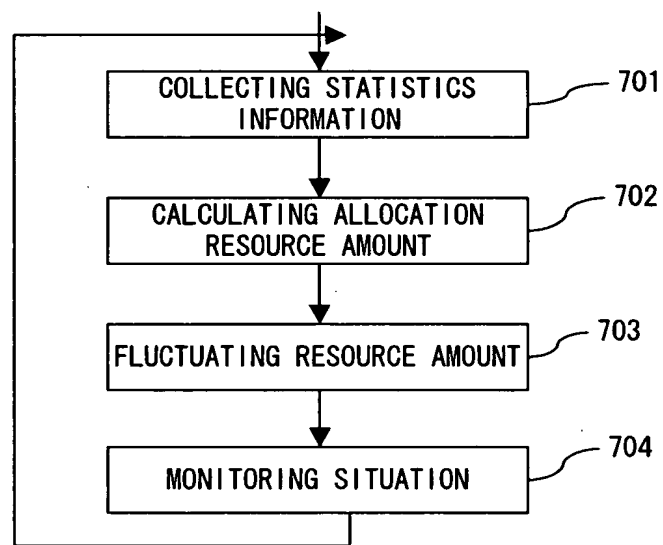 COLLECTING STATISTICS
INFORMATION
701
CALCULATING ALLOCATION
RESOURCE AMOUNT
702
FLUCTUATING RESOURCE AMOUNT
703
MONITORING SITUATION
704